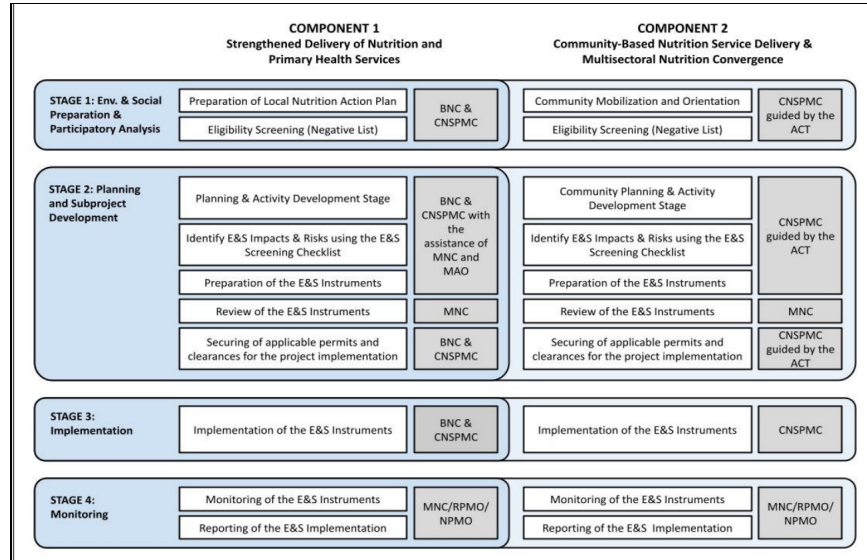 COMPONENT 1
Strengthened Delivery of Nutrition and
Primary Health Services
COMPONENT 2
Community-Based Nutrition Service Delivery &
Multisectoral Nutrition Convergence
STAGE 1: Env. & Social
Preparation &
Participatory Analysis
Preparation of Local Nutrition Action Plan
Eligibility Screening (Negative List)
BNC &
CNSPMC
Community Mobilization and Orientation
Eligibility Screening (Negative List)
CNSPMC
guided by the
ACT
STAGE 2: Planning
and Subproject
Development
Planning & Activity Development Stage
Identify E&S Impacts & Risks using the E&S
Screening Checklist
Preparation of the E&S Instruments
BNC &
CNSPMC with
the
assistance of
MNC and
MAO
Review of the E&S Instruments
MNC
Securing of applicable permits and
clearances for the project implementation
BNC &
CNSPMC
Community Planning & Activity
Development Stage
Identify E&S Impacts & Risks using the E&S
Screening Checklist
Preparation of the E&S Instruments
CNSPMC
guided by the
ACT
Review of the E&S Instruments
MNC
Securing of applicable permits and
clearances for the project implementation
CNSPMC
guided by the
ACT
STAGE 3:
Implementation
Implementation of the E&S Instruments
BNC &
CNSPMC
Implementation of the E&S Instruments
CNSPMC
STAGE 4:
Monitoring
Monitoring of the E&S Instruments
Reporting of the E&S Implementation
MNC/RPMO/
NPMO
Monitoring of the E&S Instruments
Reporting of the E&S Implementation
MNC/RPMO/
NPMO